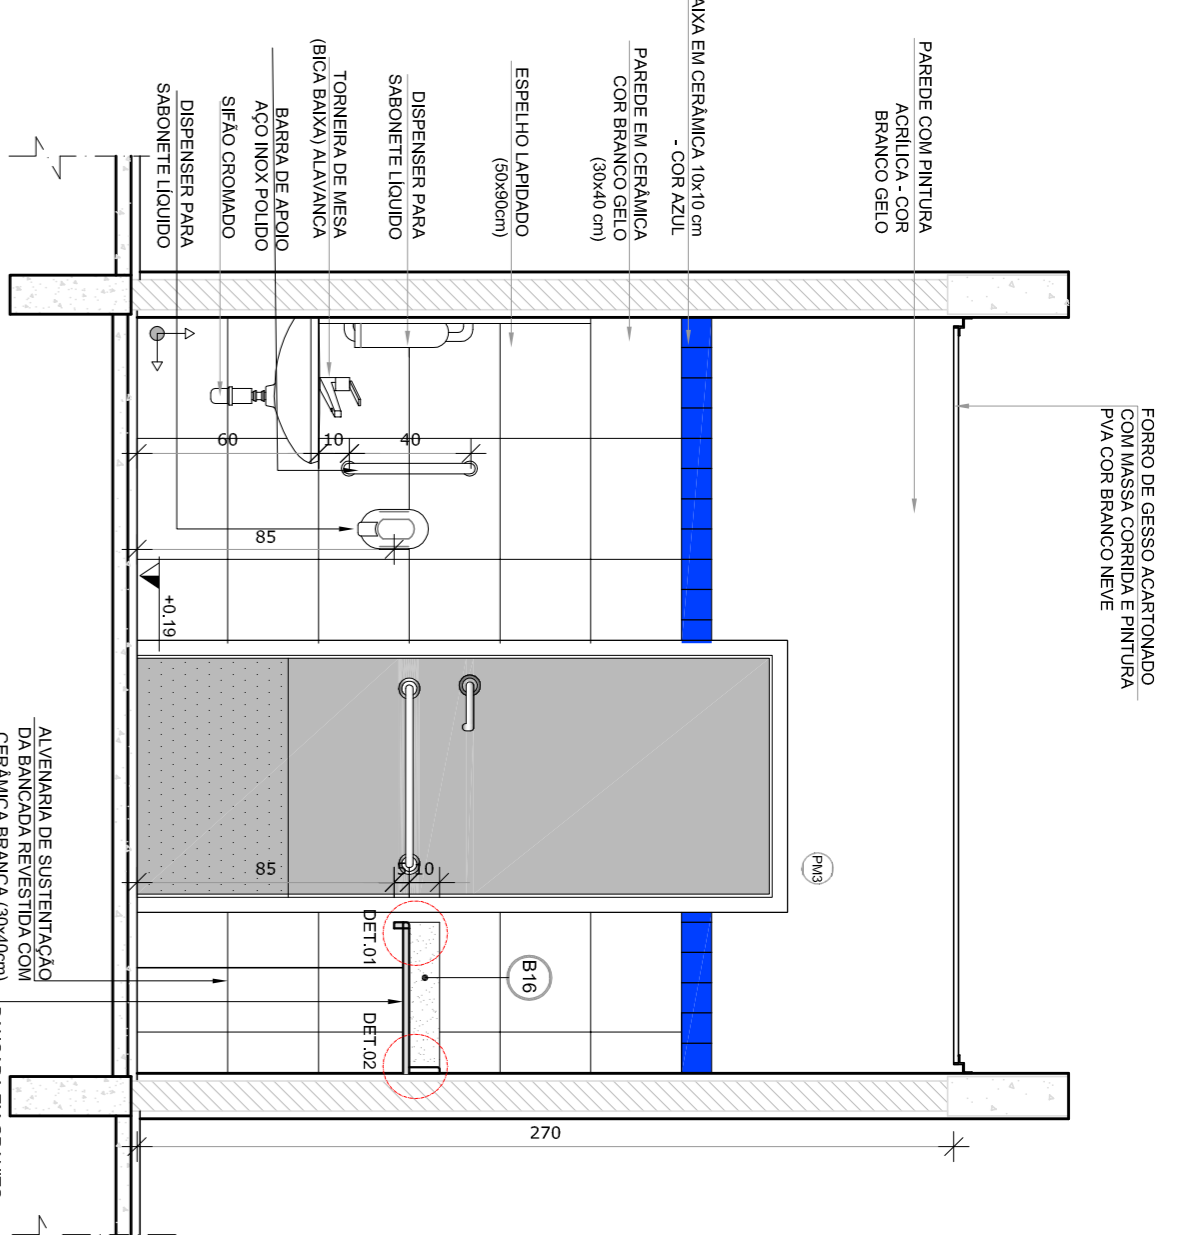 FORRO DE GESSO ACARTONADO
COM MASSA CORRIDA E PINTURA
PVA COR BRANCO NEVE
PAREDE COM PINTURA
ACRÍLICA - COR
BRANCO GELO
AIXA EM CERÂMICA 10x10 cm
- COR AZUL
PAREDE EM CERÂMICA
COR BRANCO GELO
(30x40 cm)
ESPELHO LAPIDADO
(50x90cm)
DISPENSER PARA
SABONETE LÍQUIDO
TORNEIRA DE MESA
(BICA BAIXA) ALAVANCA
BARRA DE APOIO
AÇO INOX POLIDO
SIFÃO CROMADO
DISPENSER PARA
SABONETE LÍQUIDO
60
10
40
85
+0.19
PM3
85
10
B16
DET.01
DET.02
270
ALVENARIA DE SUSTENTAÇÃO
DA BANCADA REVESTIDA COM
CERÂMICA BRANCA (30x40cm)